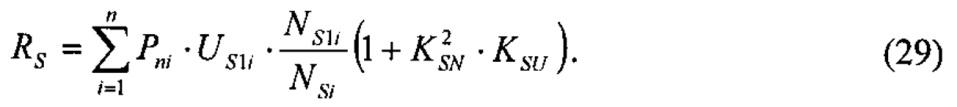 $$R_S = \sum_{i=1}^{n} P_{ni} \cdot U_{S1i} \cdot \frac{N_{S1i}}{N_{Si}} \left(1 + K_{SN}^2 \cdot K_{SU}\right). \quad (29)$$